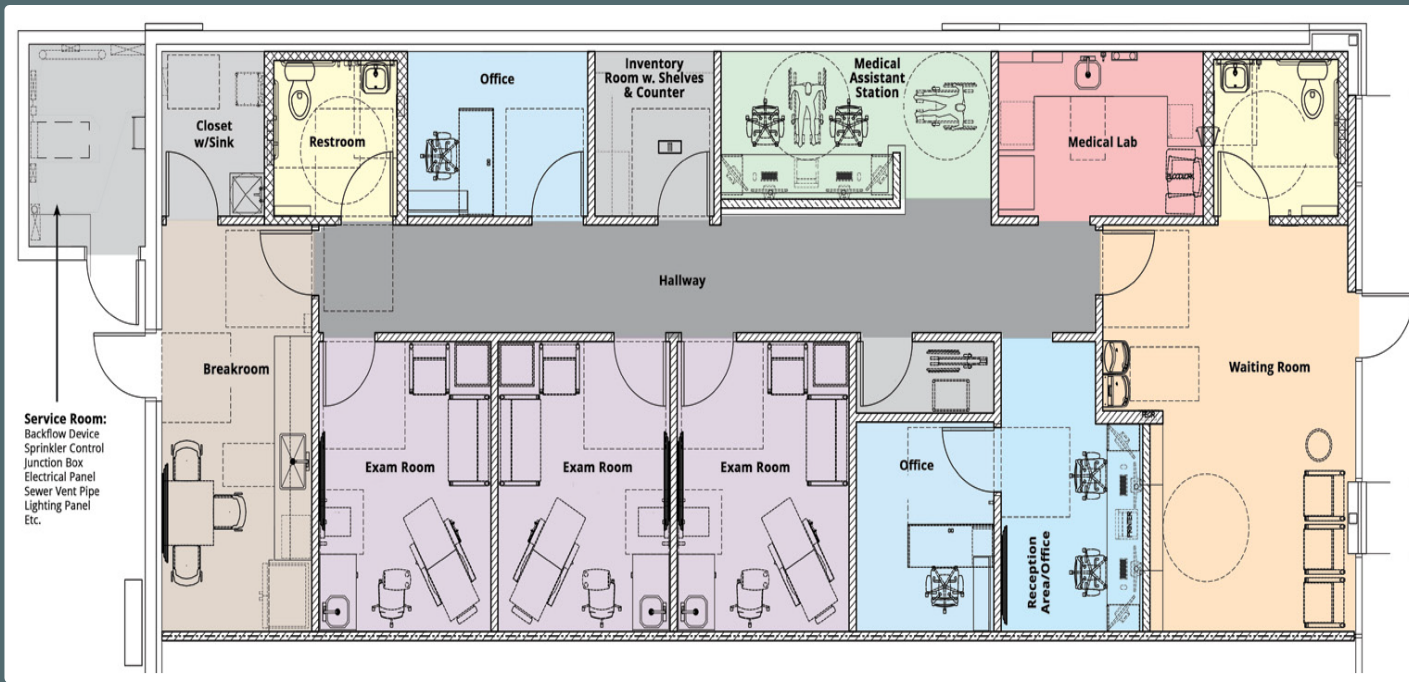 Closet
w/Sink
Restroom
Office
Inventory
Room w. Shelves
& Counter
Medical
Assistant
Station
Medical Lab
Hallway
Breakroom
Waiting Room
Service Room:
Backflow Device
Sprinkler Control
Junction Box
Electrical Panel
Sewer Vent Pipe
Lighting Panel
Etc.
Exam Room
Exam Room
Exam Room
Office
Reception
Area/Office
PRINTER